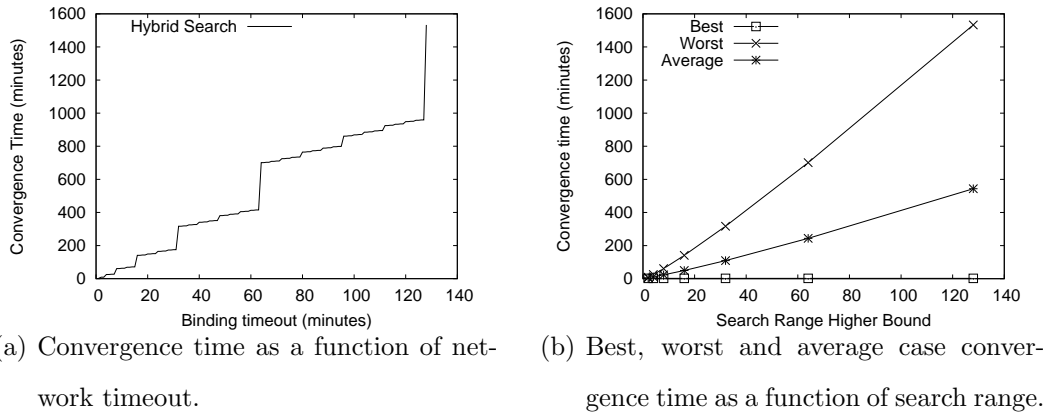 1600
1400
1200
1000
800
600
400
200
0
0 20 40 60 80 100 120 140
Convergence Time (minutes)
Binding timeout (minutes)
Hybrid Search
(a) Convergence time as a function of net-
work timeout.
1600
1400
1200
1000
800
600
400
200
0
0 20 40 60 80 100 120 140
Convergence time (minutes)
Search Range Higher Bound
Best
Worst
Average
(b) Best, worst and average case conver-
gence time as a function of search range.